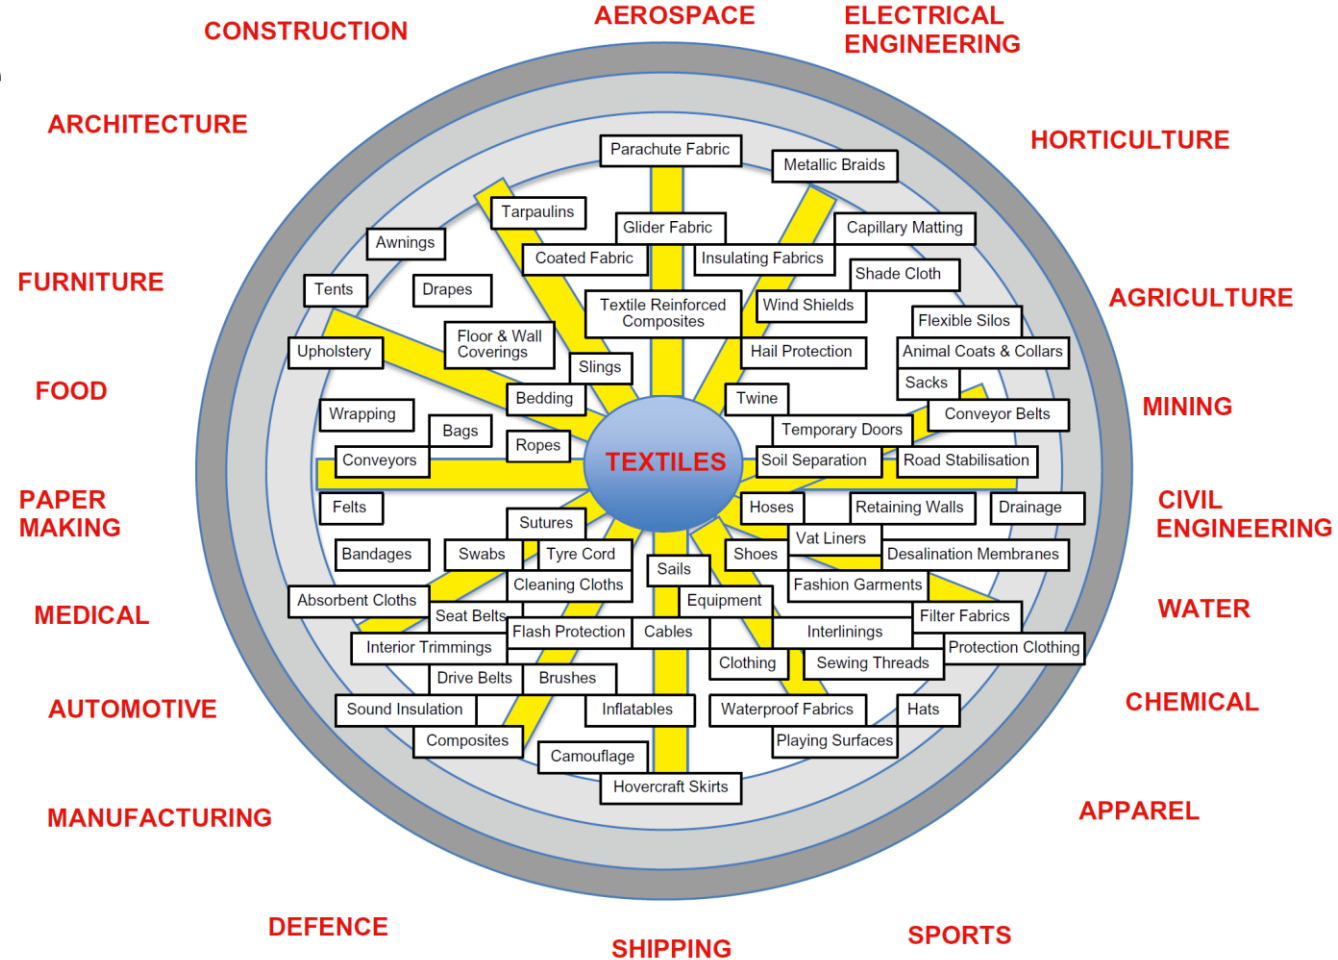 CONSTRUCTION
AEROSPACE
ELECTRICAL
ENGINEERING
ARCHITECTURE
HORTICULTURE
Parachute Fabric
Metallic Braids
Tarpaulins
Glider Fabric
Capillary Matting
Awnings
Coated Fabric
Insulating Fabrics
Shade Cloth
FURNITURE
Tents
Drapes
AGRICULTURE
Textile Reinforced
Composites
Wind Shields
Flexible Silos
Floor & Wall
Coverings
Upholstery
Hail Protection
Animal Coats & Collars
Slings
Sacks
FOOD
Bedding
Twine
MINING
Wrapping
Conveyor Belts
Bags
Temporary Doors
Ropes
Conveyors
TEXTILES
Soil Separation
Road Stabilisation
PAPER
MAKING
Felts
Hoses
Retaining Walls
Drainage
CIVIL
ENGINEERING
Sutures
Vat Liners
Bandages
Swabs
Tyre Cord
Shoes
Desalination Membranes
Sails
Cleaning Cloths
Fashion Garments
Absorbent Cloths
Equipment
MEDICAL
Seat Belts
Filter Fabrics
WATER
Flash Protection
Cables
Interlinings
Interior Trimmings
Protection Clothing
Clothing
Sewing Threads
Drive Belts
Brushes
AUTOMOTIVE
Sound Insulation
Inflatables
Waterproof Fabrics
Hats
CHEMICAL
Composites
Playing Surfaces
Camouflage
Hovercraft Skirts
MANUFACTURING
APPAREL
DEFENCE
SHIPPING
SPORTS